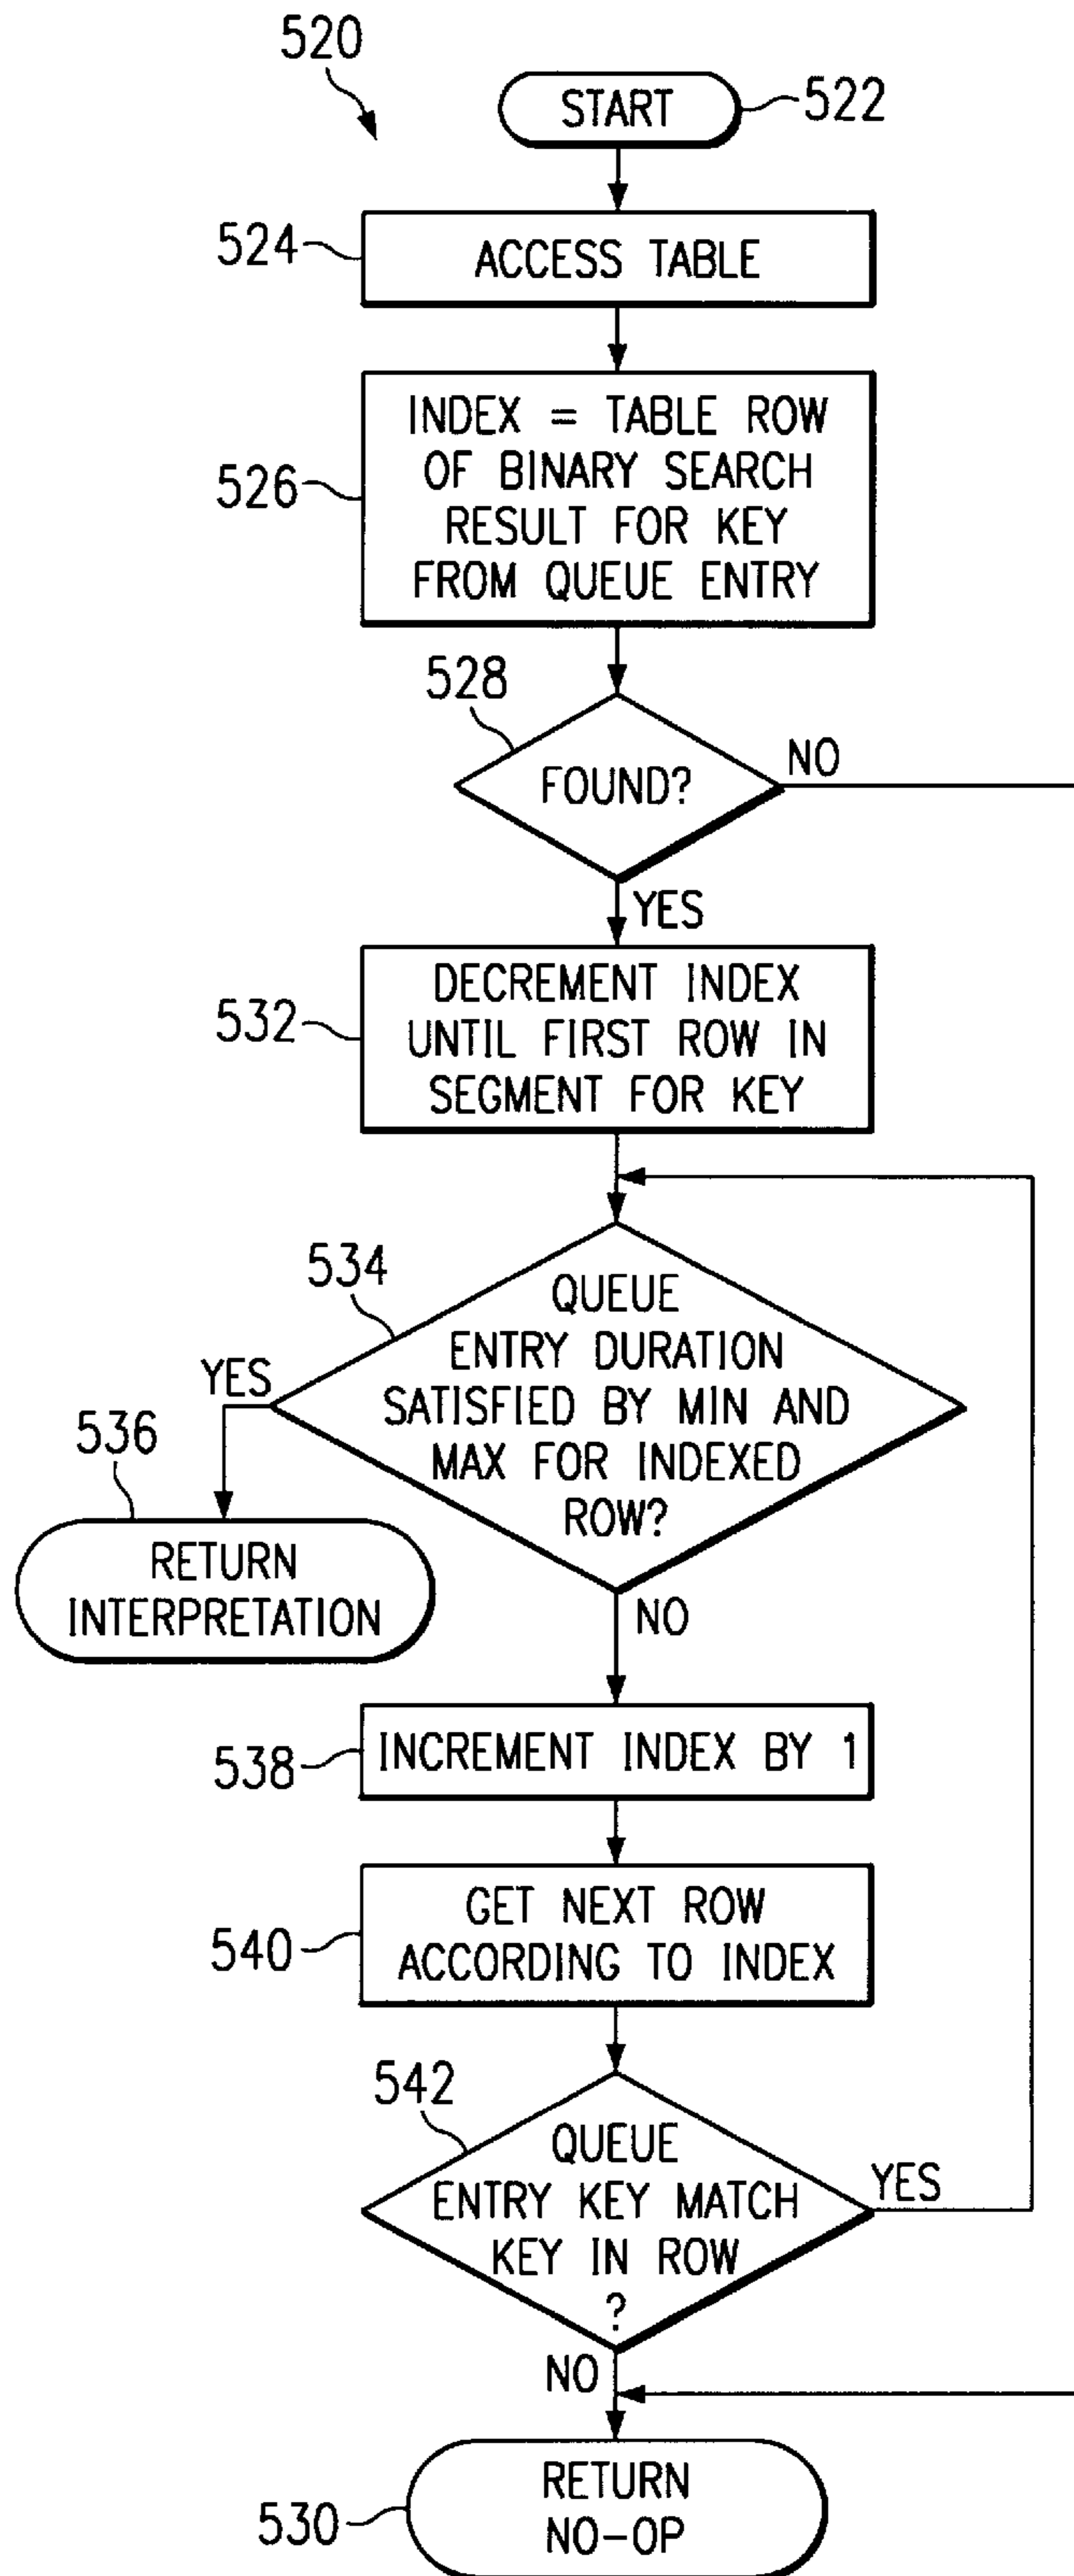 520
START
522
524
ACCESS TABLE
526
INDEX = TABLE ROW
OF BINARY SEARCH
RESULT FOR KEY
FROM QUEUE ENTRY
528
FOUND?
NO
YES
532
DECREMENT INDEX
UNTIL FIRST ROW IN
SEGMENT FOR KEY
534
QUEUE
ENTRY DURATION
SATISFIED BY MIN AND
MAX FOR INDEXED
ROW?
YES
536
RETURN
INTERPRETATION
NO
538
INCREMENT INDEX BY 1
540
GET NEXT ROW
ACCORDING TO INDEX
542
QUEUE
ENTRY KEY MATCH
KEY IN ROW
?
YES
NO
530
RETURN
NO-OP